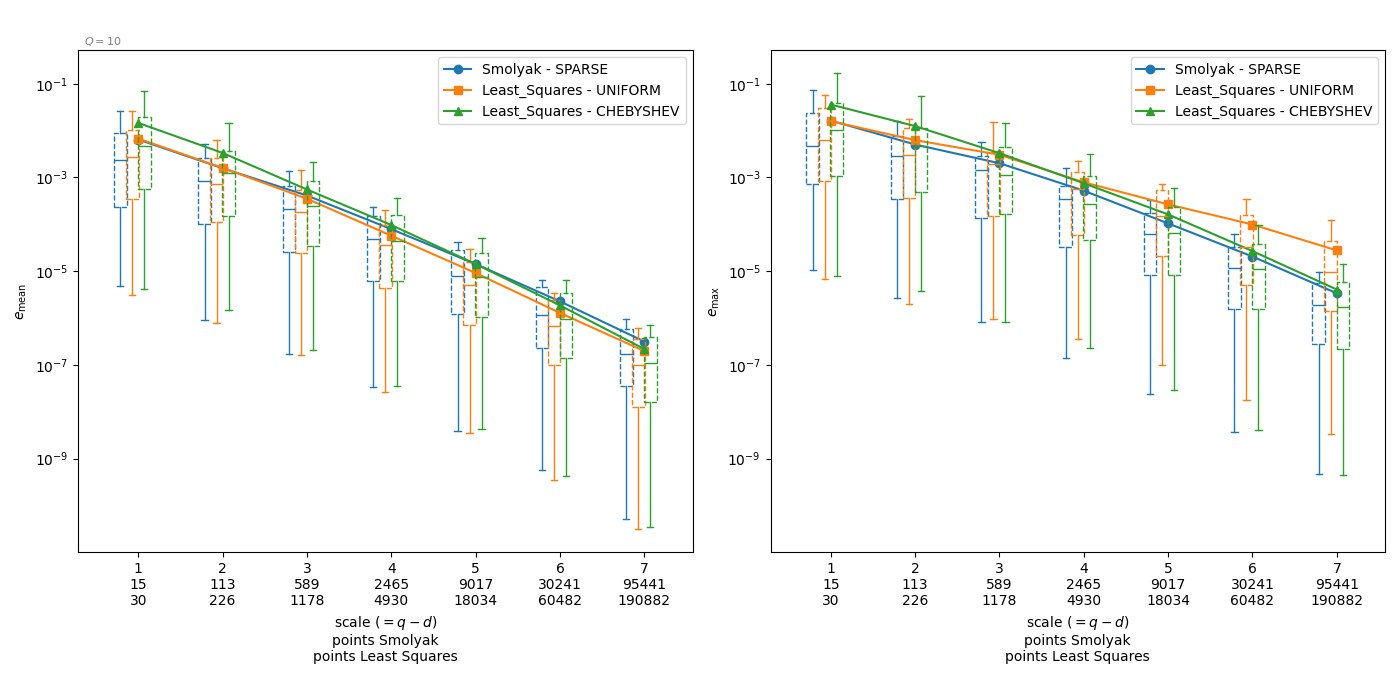 Q = 10
Smolyak - SPARSE
Least_Squares - UNIFORM
Least_Squares - CHEBYSHEV
10⁻¹
10⁻³
10⁻⁵
10⁻⁷
10⁻⁹
e_mean
1 2 3 4 5 6 7
15 113 589 2465 9017 30241 95441
30 226 1178 4930 18034 60482 190882
scale (= q − d)
points Smolyak
points Least Squares
Smolyak - SPARSE
Least_Squares - UNIFORM
Least_Squares - CHEBYSHEV
10⁻¹
10⁻³
10⁻⁵
10⁻⁷
10⁻⁹
e_max
1 2 3 4 5 6 7
15 113 589 2465 9017 30241 95441
30 226 1178 4930 18034 60482 190882
scale (= q − d)
points Smolyak
points Least Squares